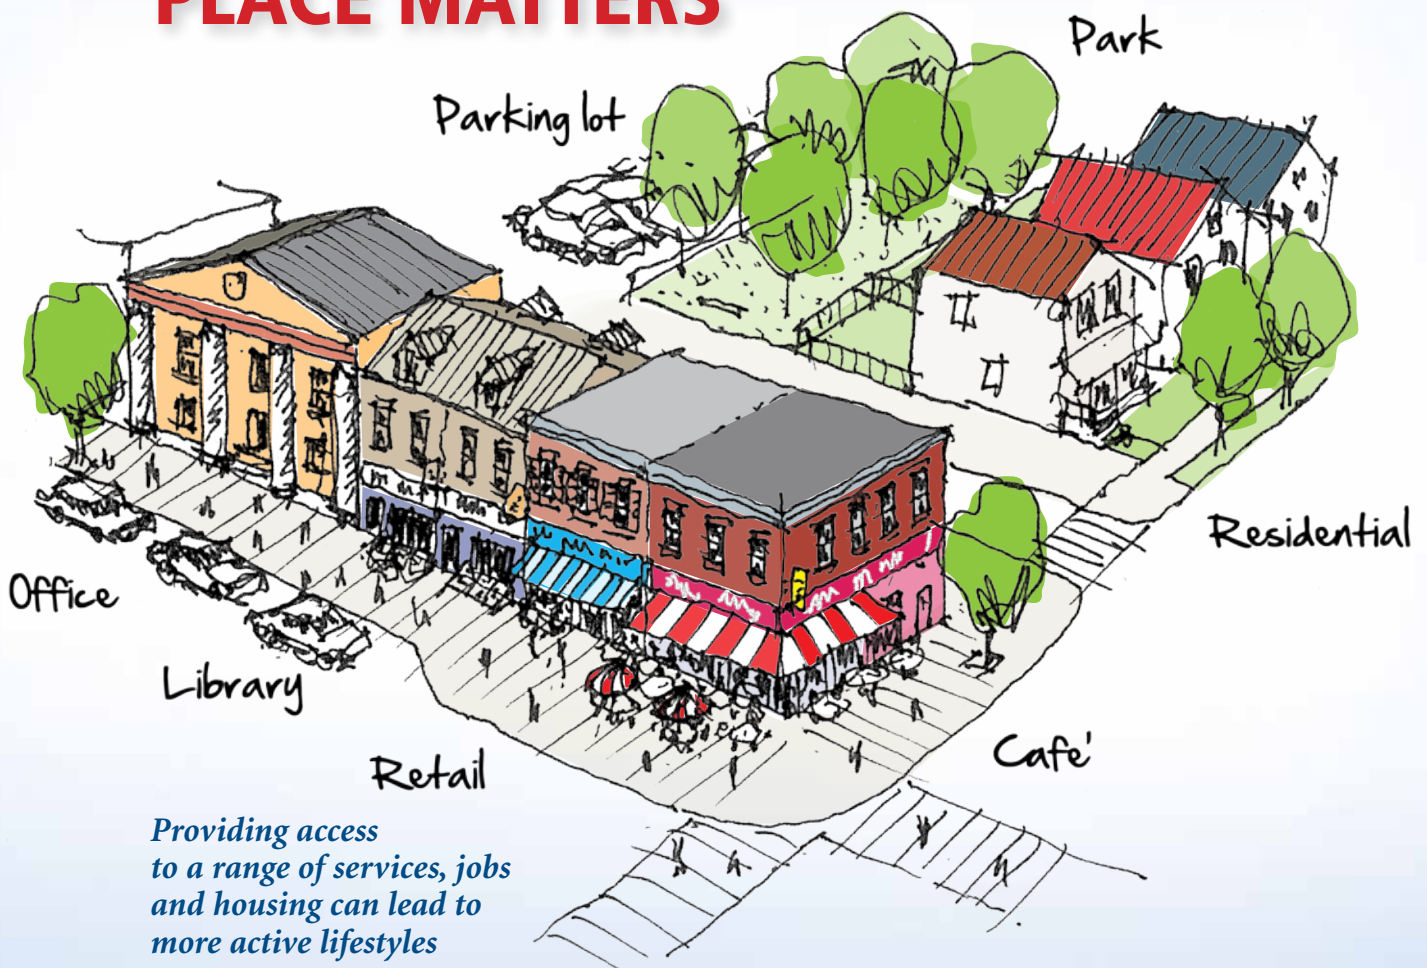 PLACE MATTERS
Park
Parking lot
Residential
Office
Library
Retail
Cafe'
Providing access
to a range of services, jobs
and housing can lead to
more active lifestyles